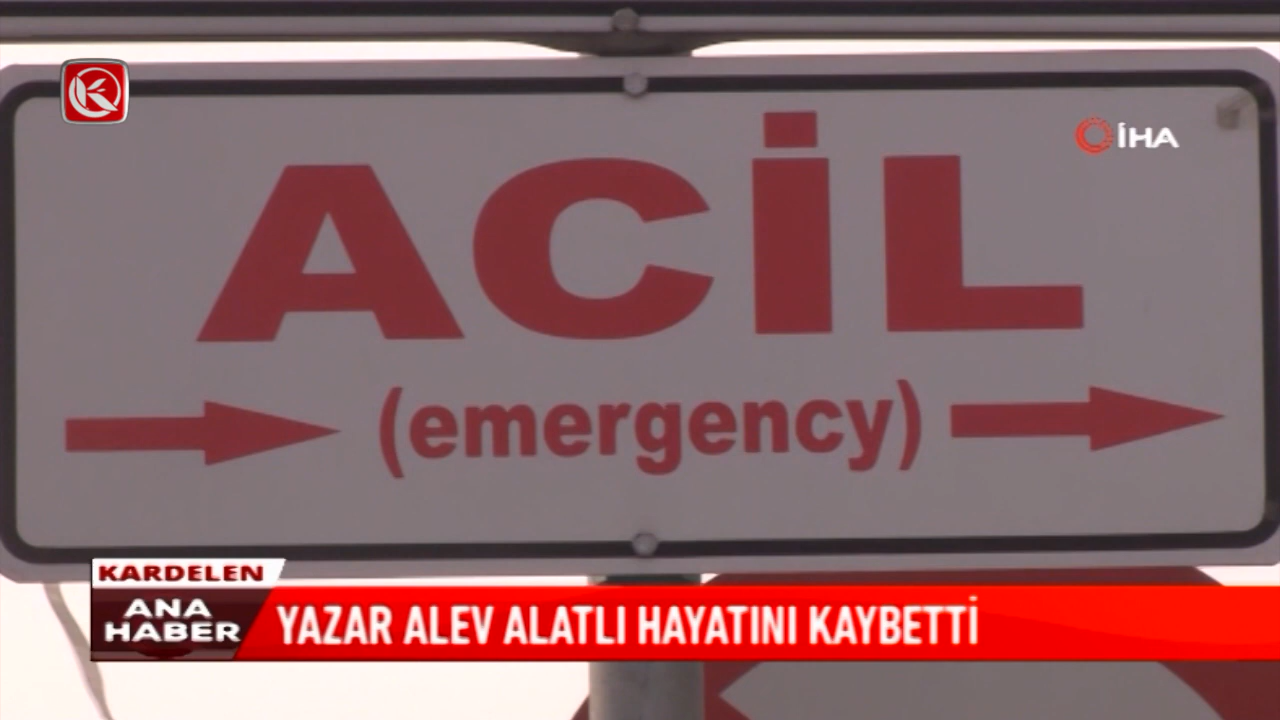 İHA
ACİL
(emergency)
KARDELEN
ANA
HABER
YAZAR ALEV ALATLI HAYATINI KAYBETTİ